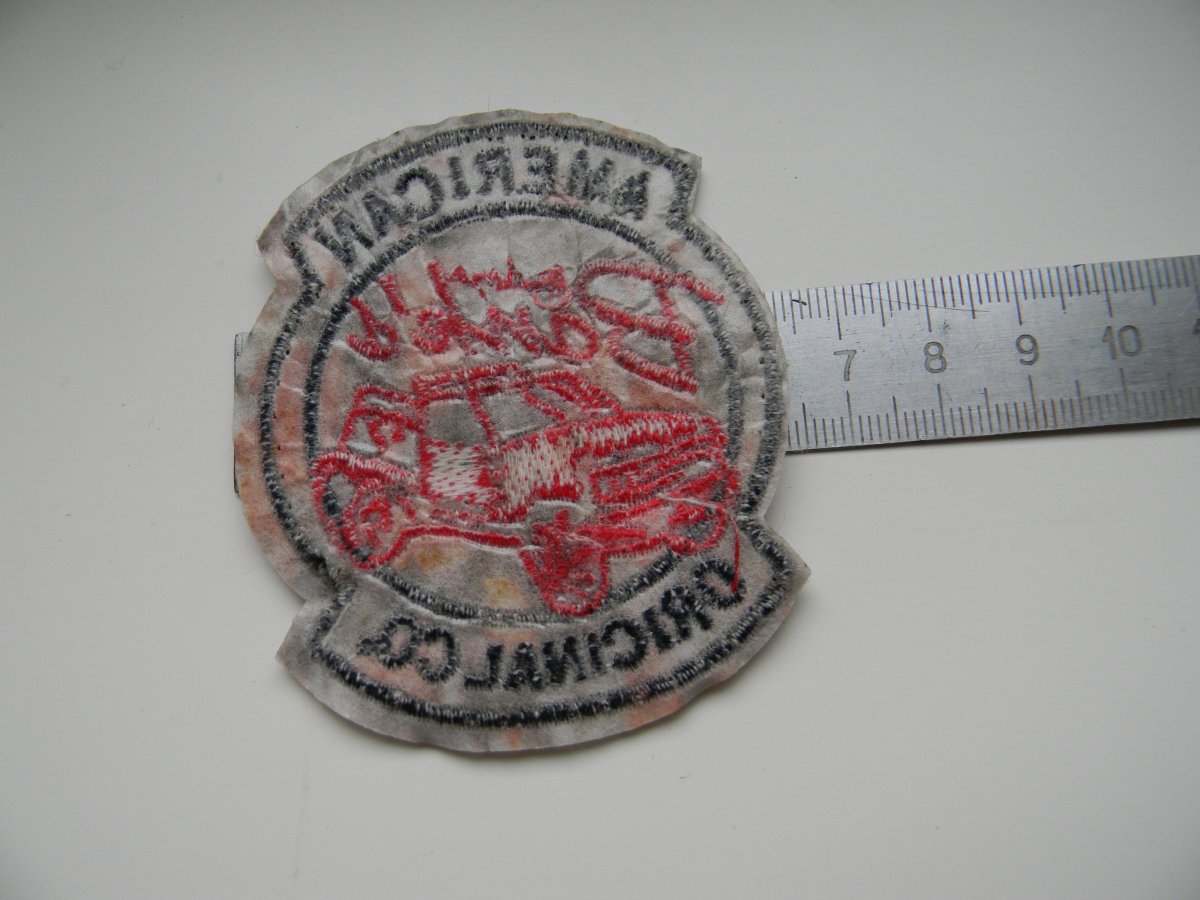 AMERICAN
ORIGINAL CO.
7 8 9 10